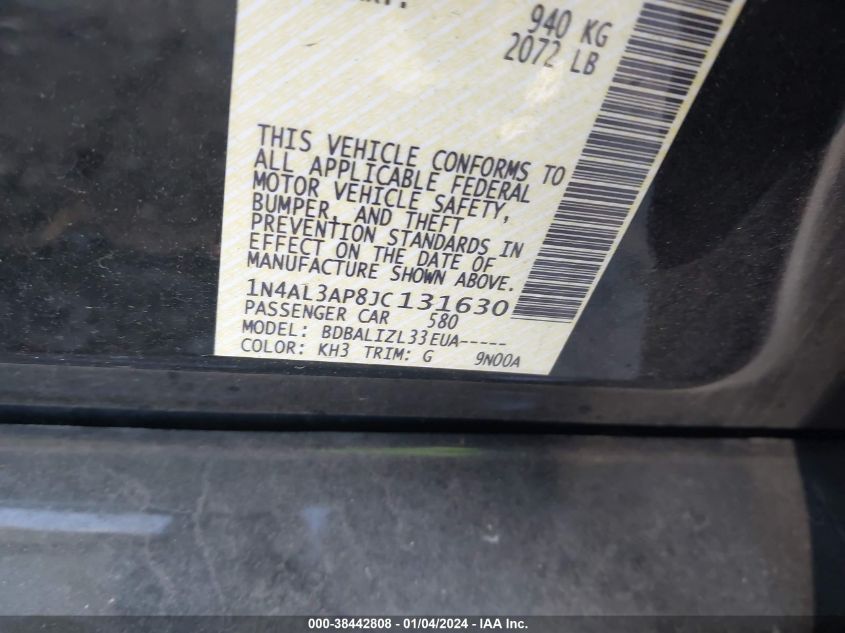 940 KG
2072 LB
THIS VEHICLE CONFORMS TO
ALL APPLICABLE FEDERAL
MOTOR VEHICLE SAFETY,
BUMPER, AND THEFT
PREVENTION STANDARDS IN
EFFECT ON THE DATE OF
MANUFACTURE SHOWN ABOVE.
1N4AL3AP8JC131630
PASSENGER CAR 580
MODEL: BDBALIZL33EUA-----
COLOR: KH3 TRIM: G 9N00A
000-38442808 - 01/04/2024 - IAA Inc.